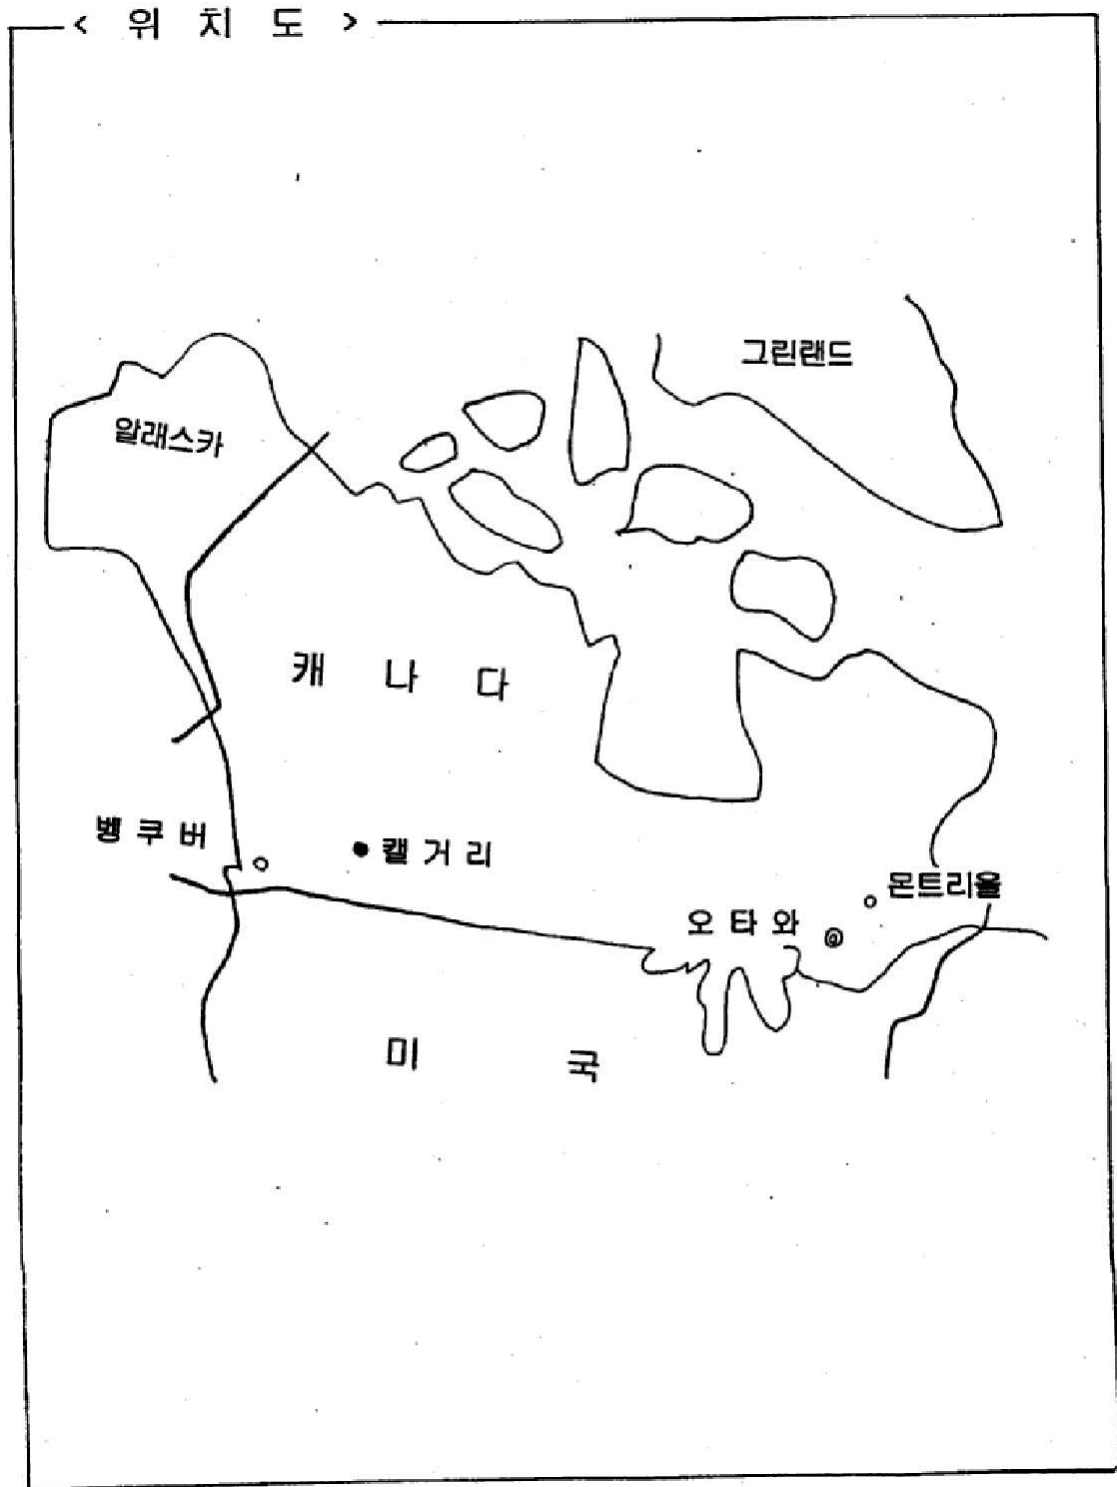 < 위 치 도 >
그린랜드
알래스카
캐 나 다
벵쿠버
캘거리
몬트리올
오타와
미 국